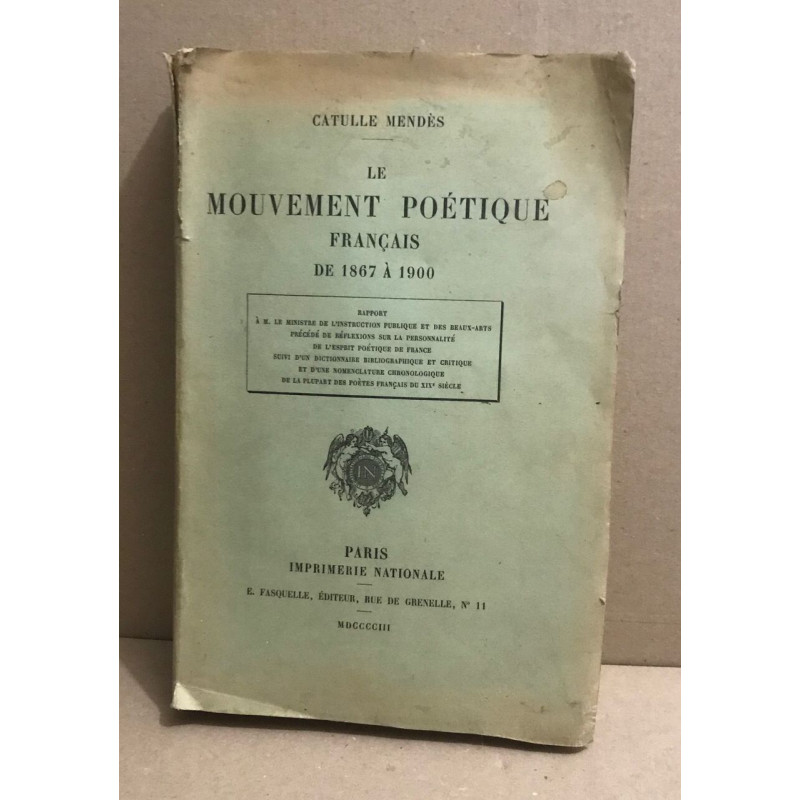 CATULLE MENDÈS
LE
MOUVEMENT POÉTIQUE
FRANÇAIS
DE 1867 À 1900
RAPPORT
À M. LE MINISTRE DE L'INSTRUCTION PUBLIQUE ET DES BEAUX-ARTS
PRÉCÉDÉ DE RÉFLEXIONS SUR LA PERSONNALITÉ
DE L'ESPRIT POÉTIQUE DE FRANCE
SUIVI D'UN DICTIONNAIRE BIBLIOGRAPHIQUE ET CRITIQUE
ET D'UNE NOMENCLATURE CHRONOLOGIQUE
DE LA PLUPART DES POÈTES FRANÇAIS DU XIXᵉ SIÈCLE
IN
PARIS
IMPRIMERIE NATIONALE
E. FASQUELLE, ÉDITEUR, RUE DE GRENELLE, N° 11
MDCCCCIII